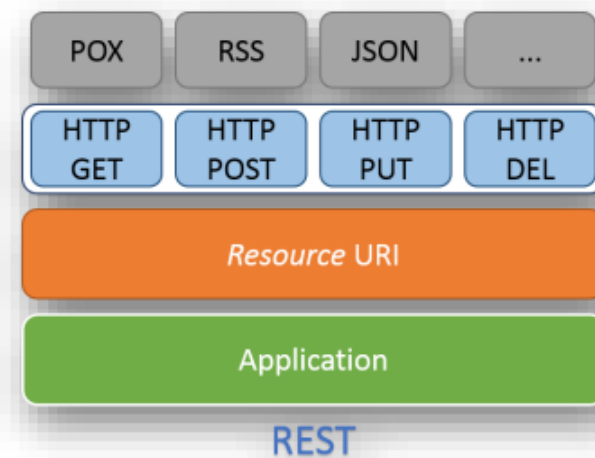 POX RSS JSON ...
HTTP HTTP HTTP HTTP
GET POST PUT DEL
Resource URI
Application
REST